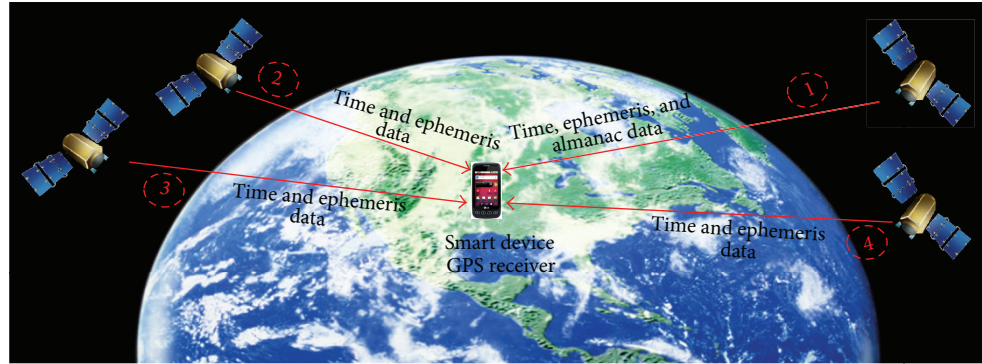 2
1
Time and ephemeris
data
Time, ephemeris, and
almanac data
3
Time and ephemeris
data
Time and ephemeris
data
4
Smart device
GPS receiver